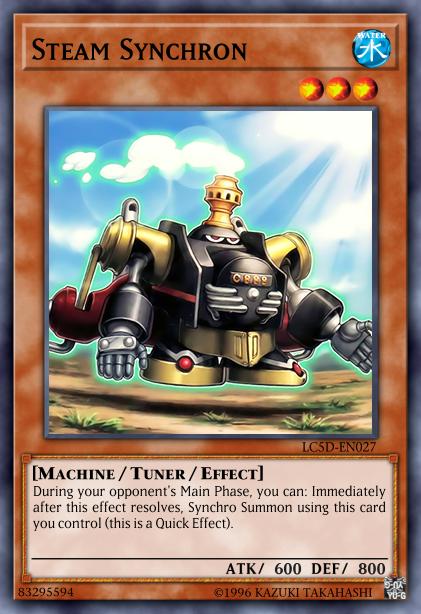 STEAM SYNCHRON
WATER
水
LC5D-EN027
[MACHINE / TUNER / EFFECT]
During your opponent's Main Phase, you can: Immediately
after this effect resolves, Synchro Summon using this card
you control (this is a Quick Effect).
ATK/ 600 DEF/ 800
83295594
©1996 KAZUKI TAKAHASHI